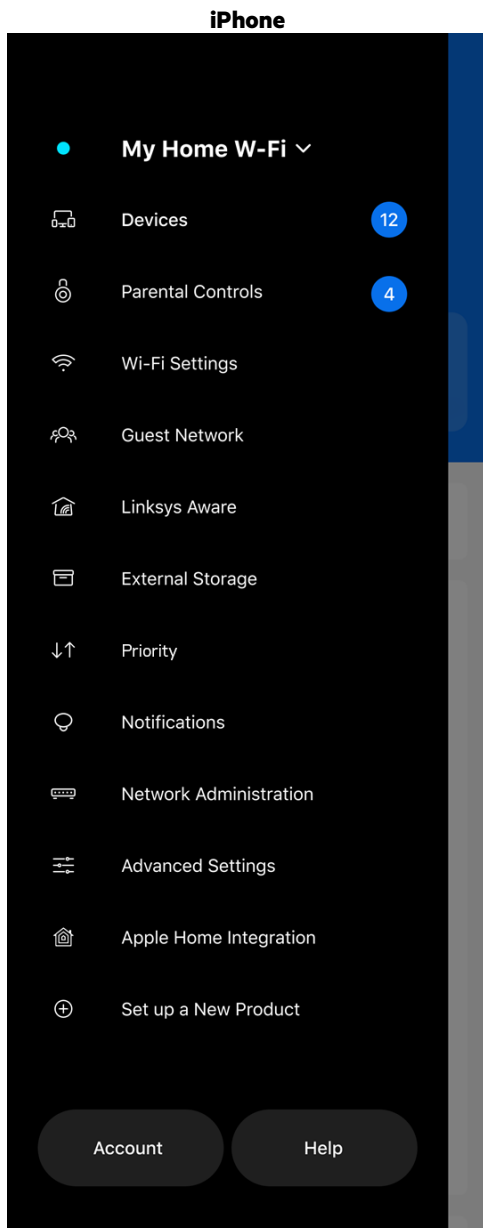 iPhone
My Home W-Fi
Devices 12
Parental Controls 4
Wi-Fi Settings
Guest Network
Linksys Aware
External Storage
Priority
Notifications
Network Administration
Advanced Settings
Apple Home Integration
Set up a New Product
Account Help